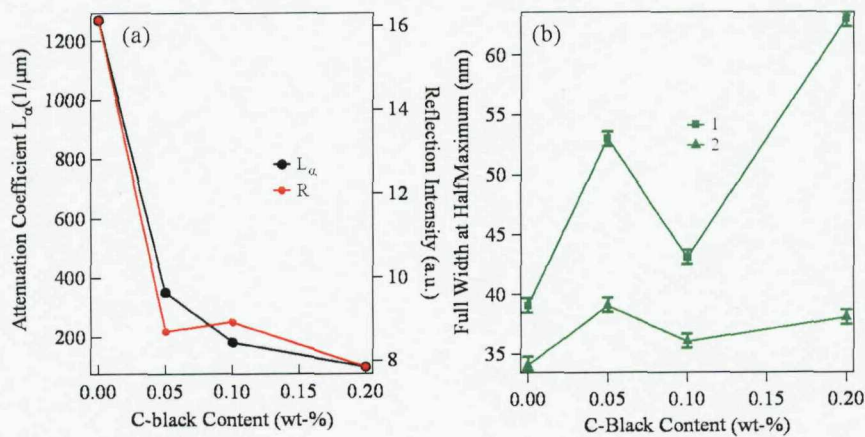 (a)
1200
1000
800
600
400
200
Attenuation Coefficient Lα(1/μm)
16
14
12
10
8
Reflection Intensity (a.u.)
Lα
R
0.00 0.05 0.10 0.15 0.20
C-black Content (wt-%)
(b)
60
55
50
45
40
35
Full Width at HalfMaximum (nm)
1
2
0.00 0.05 0.10 0.15 0.20
C-Black Content (wt-%)